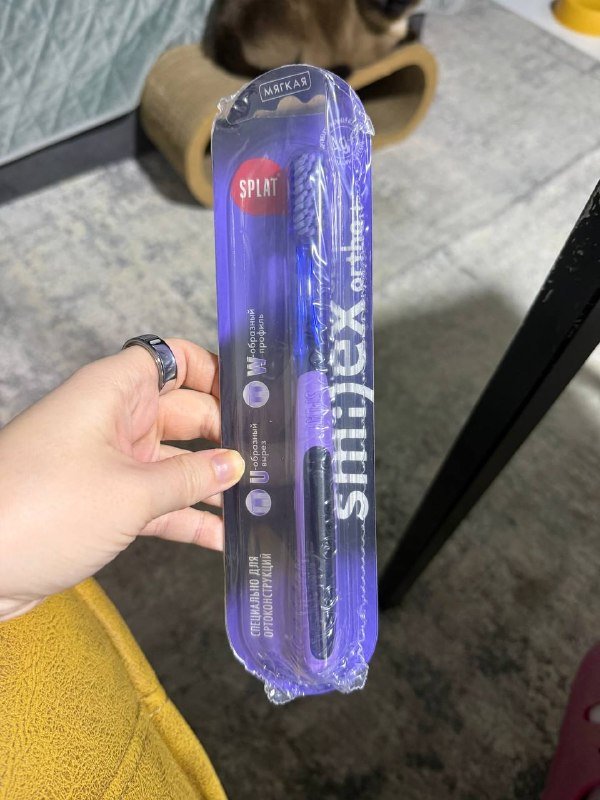 МЯГКАЯ
SPLAT
smilex ortho+
W-образный
профиль
U-образный
вырез
СПЕЦИАЛЬНО ДЛЯ
ОРТОКОНСТРУКЦИЙ